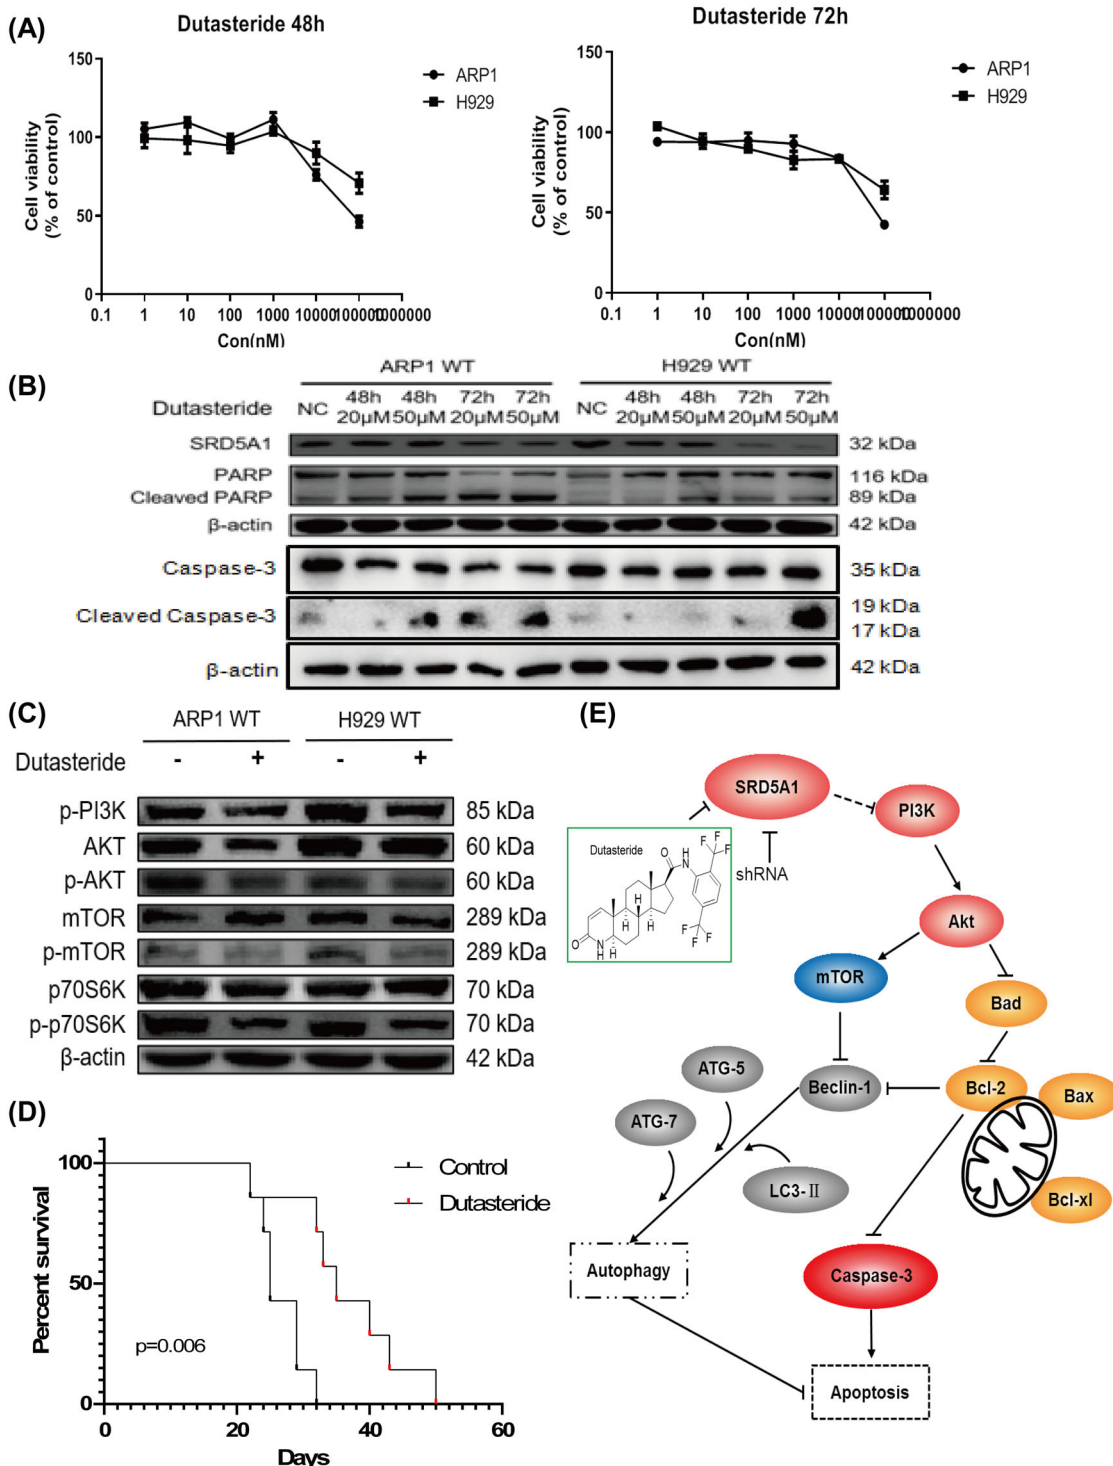 (A)
Dutasteride 48h
Dutasteride 72h
Cell viability
(% of control)
150
100
50
0
0.1 1 10 100 1000 10000 100000 1000000
Con(nM)
ARP1
H929
Cell viability
(% of control)
150
100
50
0
0.1 1 10 100 1000 10000 100000 1000000
Con(nM)
ARP1
H929
(B)
ARP1 WT H929 WT
Dutasteride NC 48h 20μM 48h 50μM 72h 20μM 72h 50μM NC 48h 20μM 48h 50μM 72h 20μM 72h 50μM
SRD5A1 32 kDa
PARP 116 kDa
Cleaved PARP 89 kDa
β-actin 42 kDa
Caspase-3 35 kDa
Cleaved Caspase-3 19 kDa
17 kDa
β-actin 42 kDa
(C)
ARP1 WT H929 WT
Dutasteride - + - +
p-PI3K 85 kDa
AKT 60 kDa
p-AKT 60 kDa
mTOR 289 kDa
p-mTOR 289 kDa
p70S6K 70 kDa
p-p70S6K 70 kDa
β-actin 42 kDa
(D)
Percent survival
100
50
0
0 20 40 60
Days
p=0.006
Control
Dutasteride
(E)
SRD5A1
PI3K
Dutasteride
O
N
H
F
F
F
H
H
H
F
F
F
O
N
H
H
shRNA
Akt
mTOR
Bad
ATG-5
Beclin-1
Bcl-2
Bax
ATG-7
LC3-Ⅱ
Bcl-xl
Autophagy
Caspase-3
Apoptosis